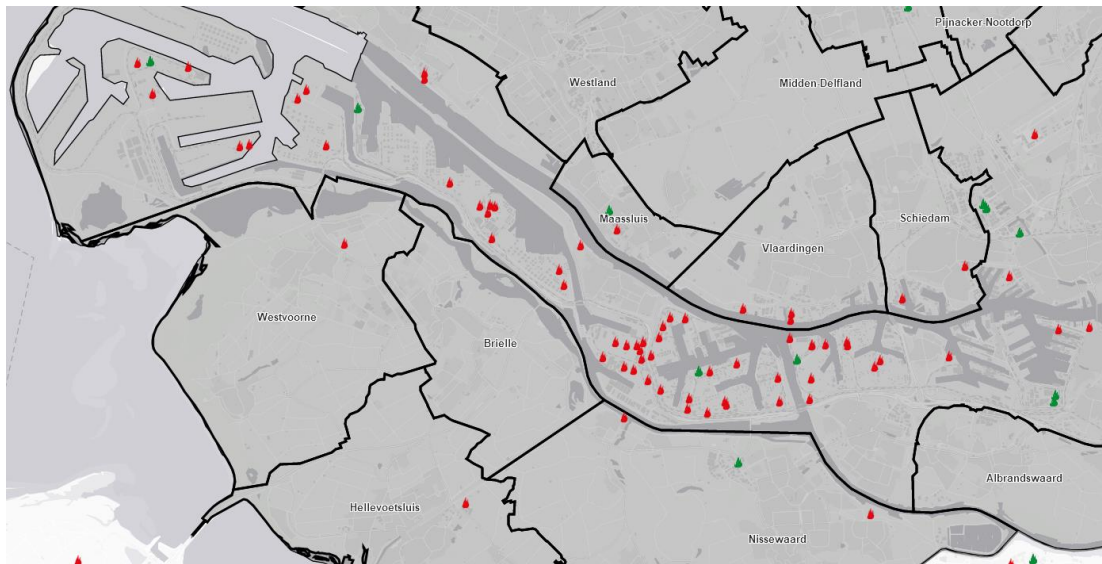 Pijnacker-Nootdorp
Westland
Midden-Delfland
Maassluis
Schiedam
Vlaardingen
Westvoorne
Brielle
Albrandswaard
Hellevoetsluis
Nissewaard